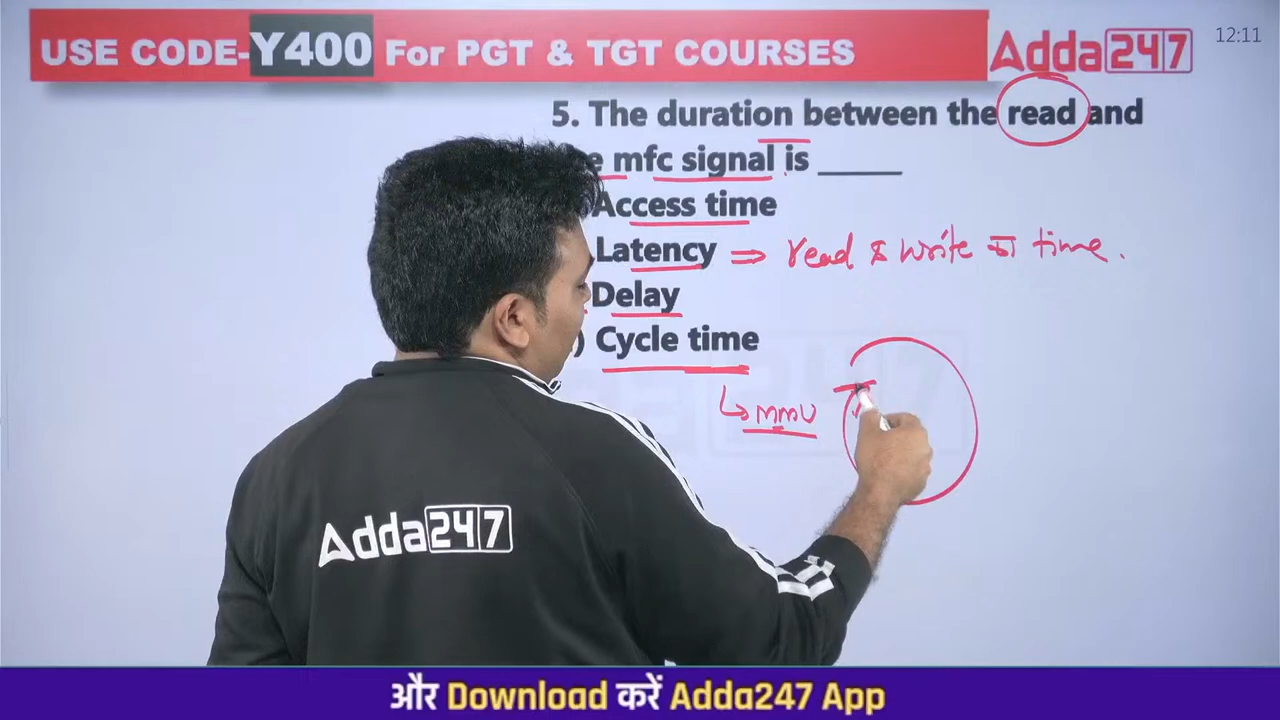 USE CODE-Y400 For PGT & TGT COURSES
Adda247
12:11
5. The duration between the read and
e mfc signal is _____
Access time
Latency ⇒ read & write का time.
Delay
) Cycle time
↳ MMU
Adda247
और Download करें Adda247 App